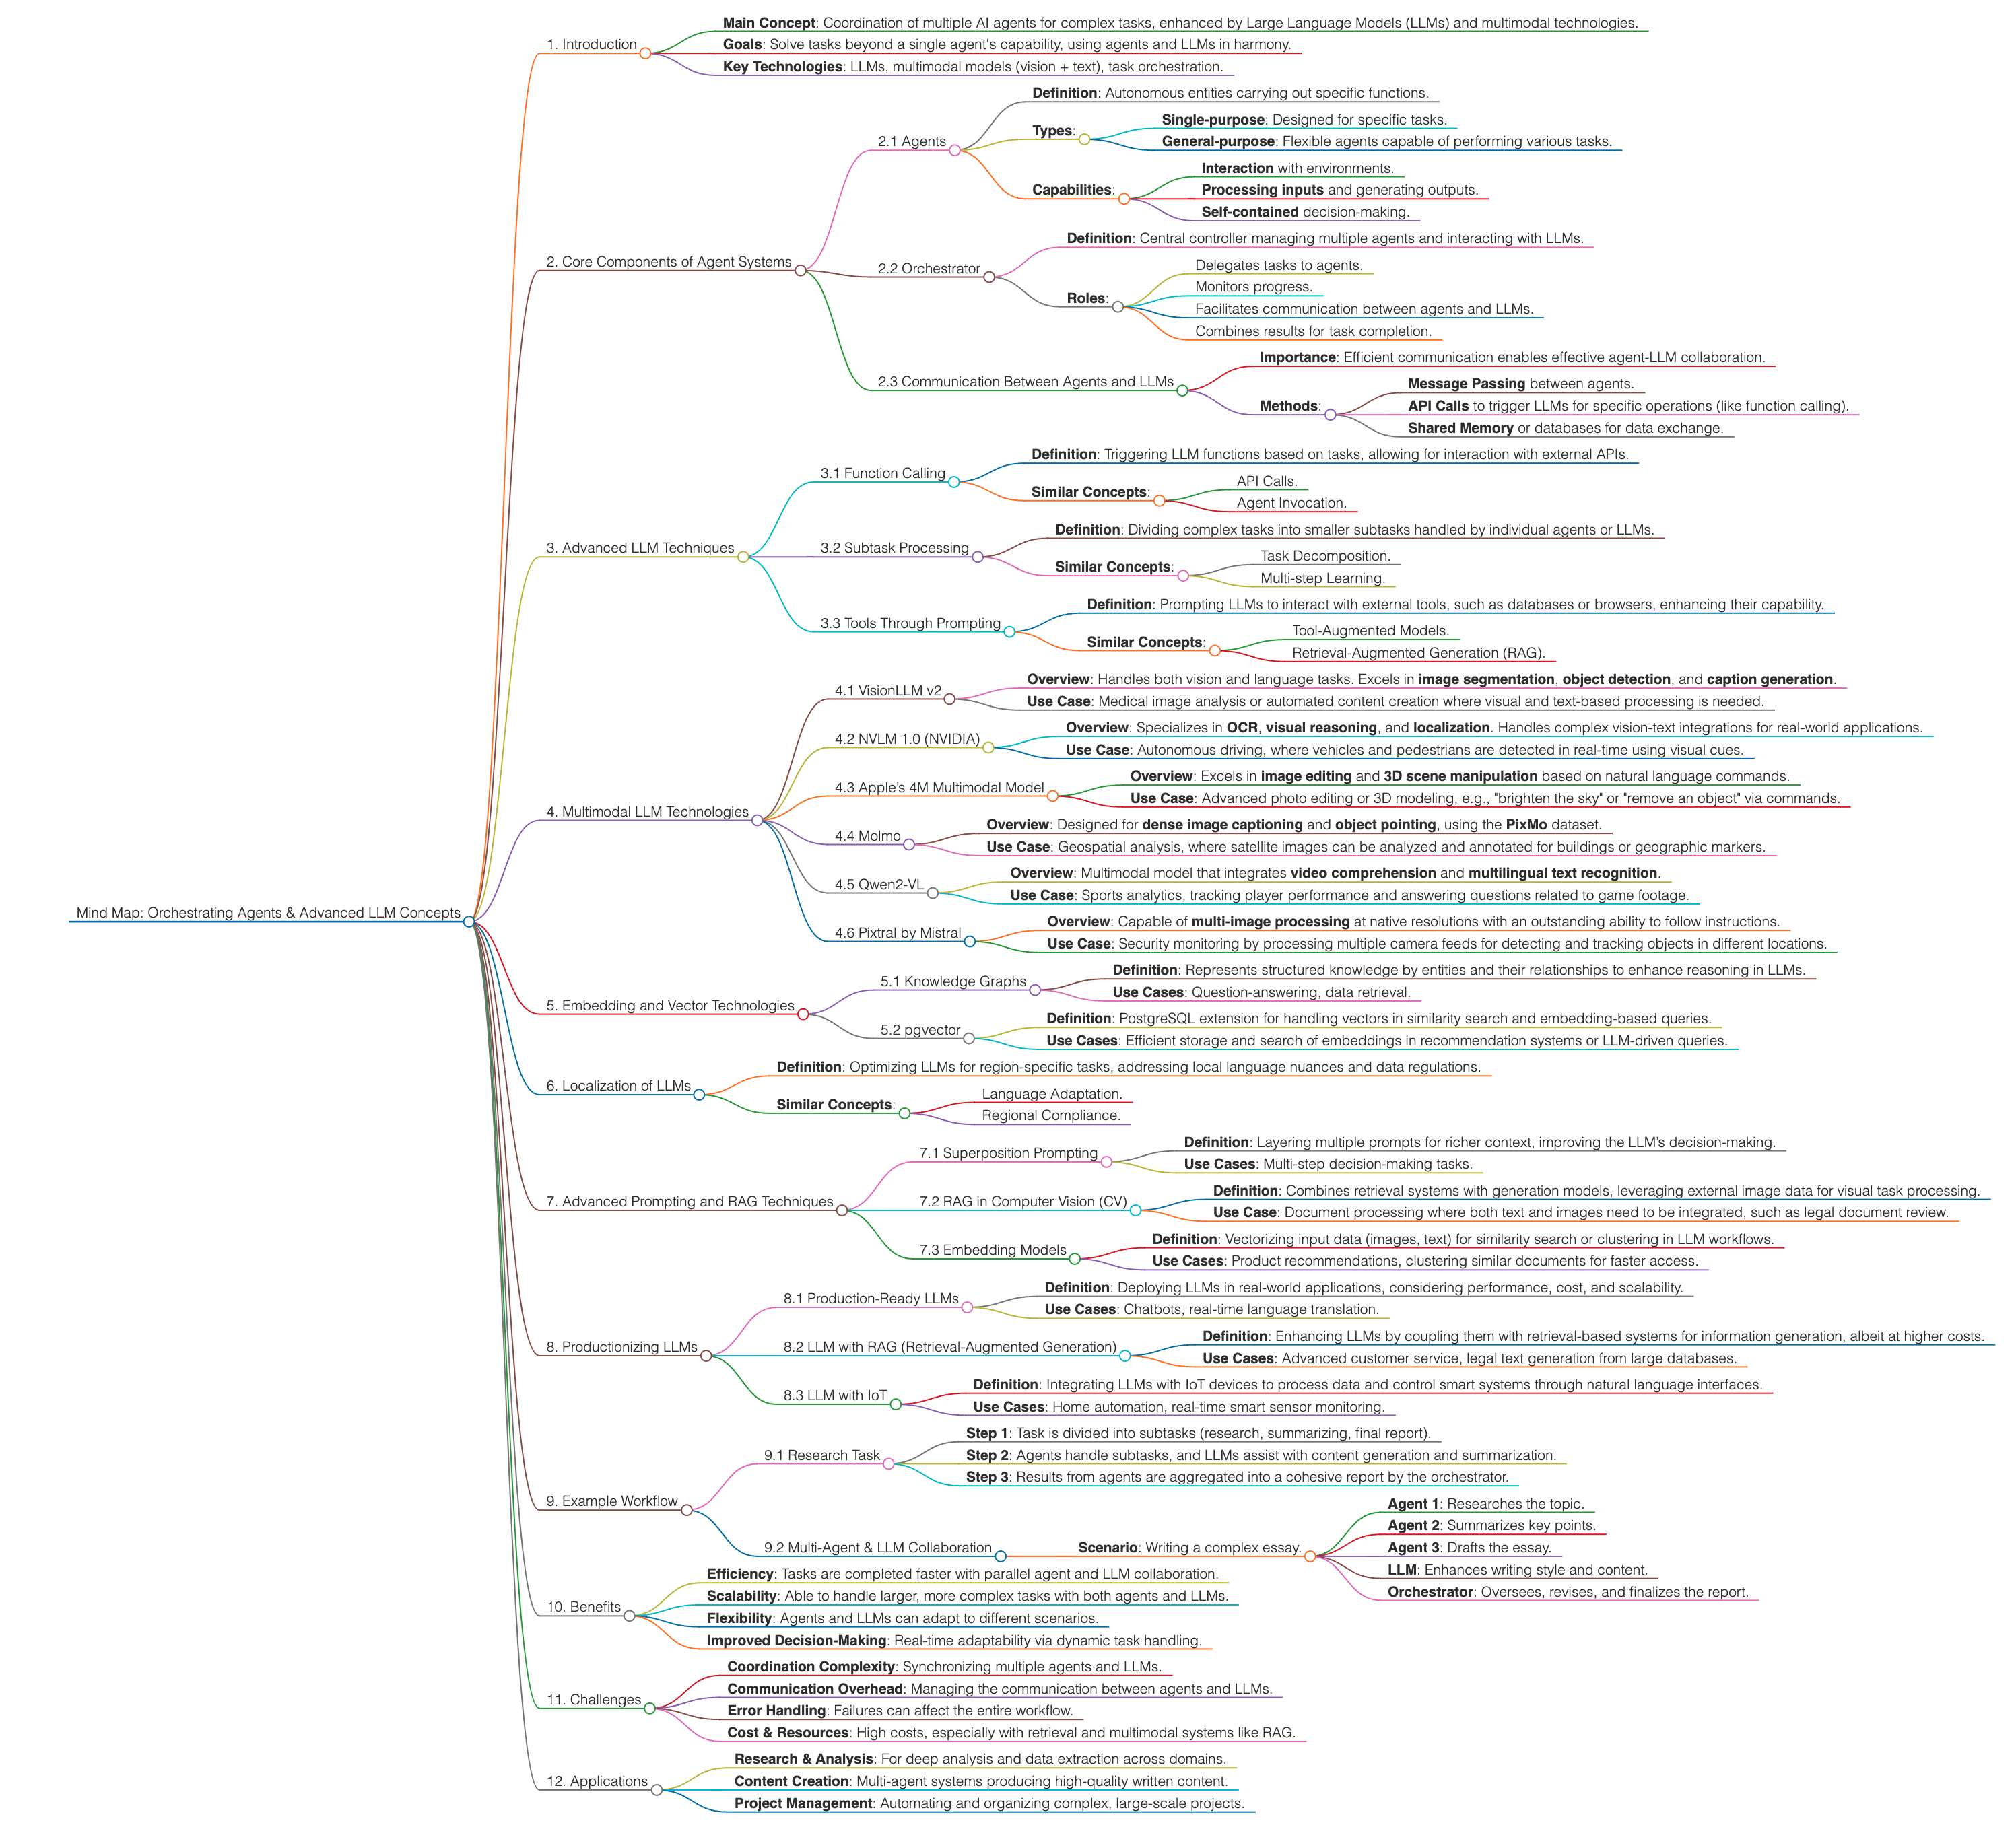 Mind Map: Orchestrating Agents & Advanced LLM Concepts
1. Introduction
Main Concept: Coordination of multiple AI agents for complex tasks, enhanced by Large Language Models (LLMs) and multimodal technologies.
Goals: Solve tasks beyond a single agent's capability, using agents and LLMs in harmony.
Key Technologies: LLMs, multimodal models (vision + text), task orchestration.
2. Core Components of Agent Systems
2.1 Agents
Definition: Autonomous entities carrying out specific functions.
Types:
Single-purpose: Designed for specific tasks.
General-purpose: Flexible agents capable of performing various tasks.
Capabilities:
Interaction with environments.
Processing inputs and generating outputs.
Self-contained decision-making.
2.2 Orchestrator
Definition: Central controller managing multiple agents and interacting with LLMs.
Roles:
Delegates tasks to agents.
Monitors progress.
Facilitates communication between agents and LLMs.
Combines results for task completion.
2.3 Communication Between Agents and LLMs
Importance: Efficient communication enables effective agent-LLM collaboration.
Methods:
Message Passing between agents.
API Calls to trigger LLMs for specific operations (like function calling).
Shared Memory or databases for data exchange.
3. Advanced LLM Techniques
3.1 Function Calling
Definition: Triggering LLM functions based on tasks, allowing for interaction with external APIs.
Similar Concepts:
API Calls.
Agent Invocation.
3.2 Subtask Processing
Definition: Dividing complex tasks into smaller subtasks handled by individual agents or LLMs.
Similar Concepts:
Task Decomposition.
Multi-step Learning.
3.3 Tools Through Prompting
Definition: Prompting LLMs to interact with external tools, such as databases or browsers, enhancing their capability.
Similar Concepts:
Tool-Augmented Models.
Retrieval-Augmented Generation (RAG).
4. Multimodal LLM Technologies
4.1 VisionLLM v2
Overview: Handles both vision and language tasks. Excels in image segmentation, object detection, and caption generation.
Use Case: Medical image analysis or automated content creation where visual and text-based processing is needed.
4.2 NVLM 1.0 (NVIDIA)
Overview: Specializes in OCR, visual reasoning, and localization. Handles complex vision-text integrations for real-world applications.
Use Case: Autonomous driving, where vehicles and pedestrians are detected in real-time using visual cues.
4.3 Apple's 4M Multimodal Model
Overview: Excels in image editing and 3D scene manipulation based on natural language commands.
Use Case: Advanced photo editing or 3D modeling, e.g., "brighten the sky" or "remove an object" via commands.
4.4 Molmo
Overview: Designed for dense image captioning and object pointing, using the PixMo dataset.
Use Case: Geospatial analysis, where satellite images can be analyzed and annotated for buildings or geographic markers.
4.5 Qwen2-VL
Overview: Multimodal model that integrates video comprehension and multilingual text recognition.
Use Case: Sports analytics, tracking player performance and answering questions related to game footage.
4.6 Pixtral by Mistral
Overview: Capable of multi-image processing at native resolutions with an outstanding ability to follow instructions.
Use Case: Security monitoring by processing multiple camera feeds for detecting and tracking objects in different locations.
5. Embedding and Vector Technologies
5.1 Knowledge Graphs
Definition: Represents structured knowledge by entities and their relationships to enhance reasoning in LLMs.
Use Cases: Question-answering, data retrieval.
5.2 pgvector
Definition: PostgreSQL extension for handling vectors in similarity search and embedding-based queries.
Use Cases: Efficient storage and search of embeddings in recommendation systems or LLM-driven queries.
6. Localization of LLMs
Definition: Optimizing LLMs for region-specific tasks, addressing local language nuances and data regulations.
Similar Concepts:
Language Adaptation.
Regional Compliance.
7. Advanced Prompting and RAG Techniques
7.1 Superposition Prompting
Definition: Layering multiple prompts for richer context, improving the LLM's decision-making.
Use Cases: Multi-step decision-making tasks.
7.2 RAG in Computer Vision (CV)
Definition: Combines retrieval systems with generation models, leveraging external image data for visual task processing.
Use Case: Document processing where both text and images need to be integrated, such as legal document review.
7.3 Embedding Models
Definition: Vectorizing input data (images, text) for similarity search or clustering in LLM workflows.
Use Cases: Product recommendations, clustering similar documents for faster access.
8. Productionizing LLMs
8.1 Production-Ready LLMs
Definition: Deploying LLMs in real-world applications, considering performance, cost, and scalability.
Use Cases: Chatbots, real-time language translation.
8.2 LLM with RAG (Retrieval-Augmented Generation)
Definition: Enhancing LLMs by coupling them with retrieval-based systems for information generation, albeit at higher costs.
Use Cases: Advanced customer service, legal text generation from large databases.
8.3 LLM with IoT
Definition: Integrating LLMs with IoT devices to process data and control smart systems through natural language interfaces.
Use Cases: Home automation, real-time smart sensor monitoring.
9. Example Workflow
9.1 Research Task
Step 1: Task is divided into subtasks (research, summarizing, final report).
Step 2: Agents handle subtasks, and LLMs assist with content generation and summarization.
Step 3: Results from agents are aggregated into a cohesive report by the orchestrator.
9.2 Multi-Agent & LLM Collaboration
Scenario: Writing a complex essay.
Agent 1: Researches the topic.
Agent 2: Summarizes key points.
Agent 3: Drafts the essay.
LLM: Enhances writing style and content.
Orchestrator: Oversees, revises, and finalizes the report.
10. Benefits
Efficiency: Tasks are completed faster with parallel agent and LLM collaboration.
Scalability: Able to handle larger, more complex tasks with both agents and LLMs.
Flexibility: Agents and LLMs can adapt to different scenarios.
Improved Decision-Making: Real-time adaptability via dynamic task handling.
11. Challenges
Coordination Complexity: Synchronizing multiple agents and LLMs.
Communication Overhead: Managing the communication between agents and LLMs.
Error Handling: Failures can affect the entire workflow.
Cost & Resources: High costs, especially with retrieval and multimodal systems like RAG.
12. Applications
Research & Analysis: For deep analysis and data extraction across domains.
Content Creation: Multi-agent systems producing high-quality written content.
Project Management: Automating and organizing complex, large-scale projects.